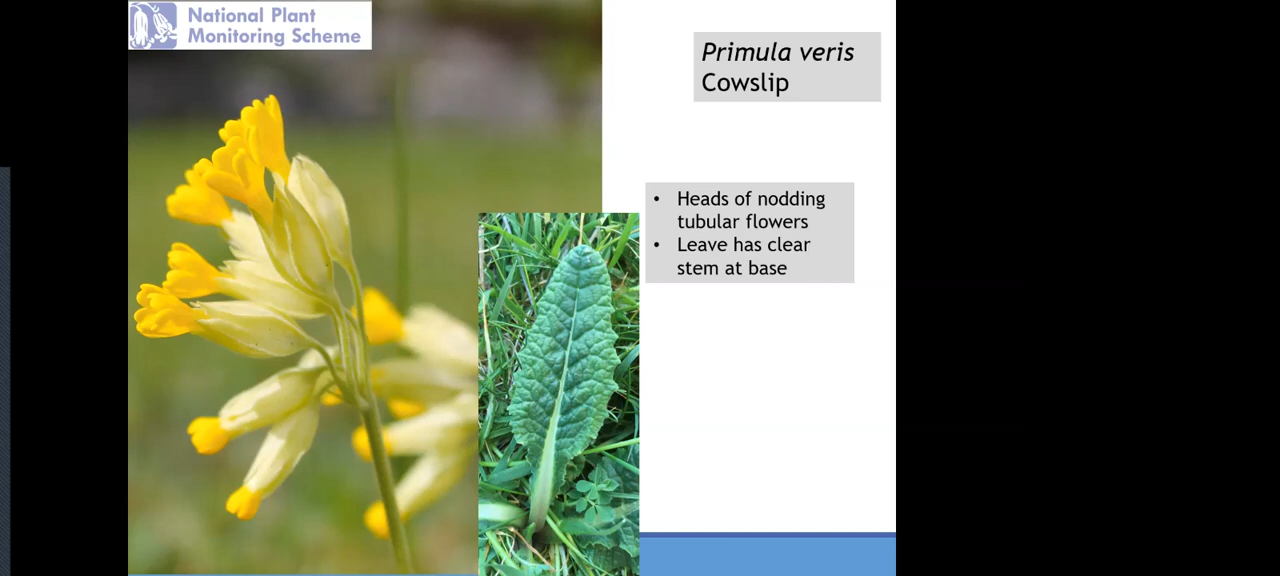 National Plant
Monitoring Scheme
Primula veris
Cowslip
• Heads of nodding
tubular flowers
• Leave has clear
stem at base